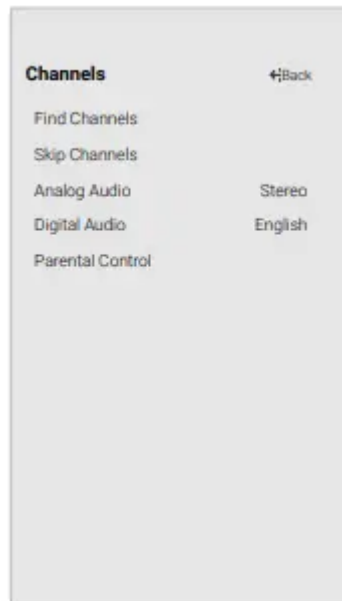 Channels Back
Find Channels
Skip Channels
Analog Audio Stereo
Digital Audio English
Parental Control